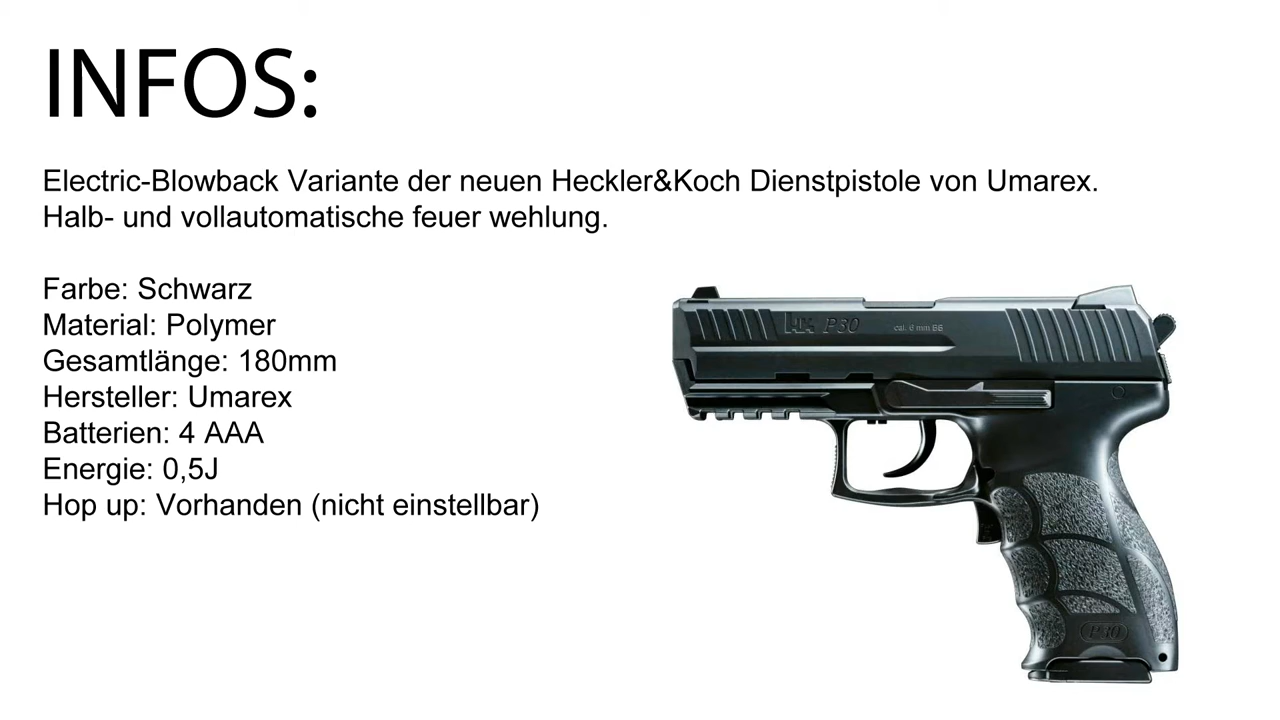 INFOS:
Electric-Blowback Variante der neuen Heckler&Koch Dienstpistole von Umarex.
Halb- und vollautomatische feuer wehlung.
Farbe: Schwarz
Material: Polymer
Gesamtlänge: 180mm
Hersteller: Umarex
Batterien: 4 AAA
Energie: 0,5J
Hop up: Vorhanden (nicht einstellbar)
HK P30 cal. 6 mm BB
P30